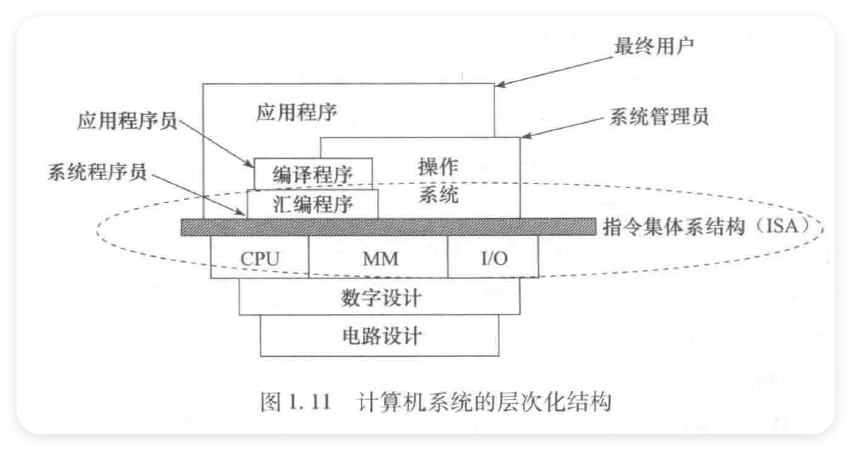 最终用户
应用程序
应用程序员
系统管理员
编译程序
操作
系统
系统程序员
汇编程序
指令集体系结构（ISA）
CPU
MM
I/O
数字设计
电路设计
图 1.11 计算机系统的层次化结构